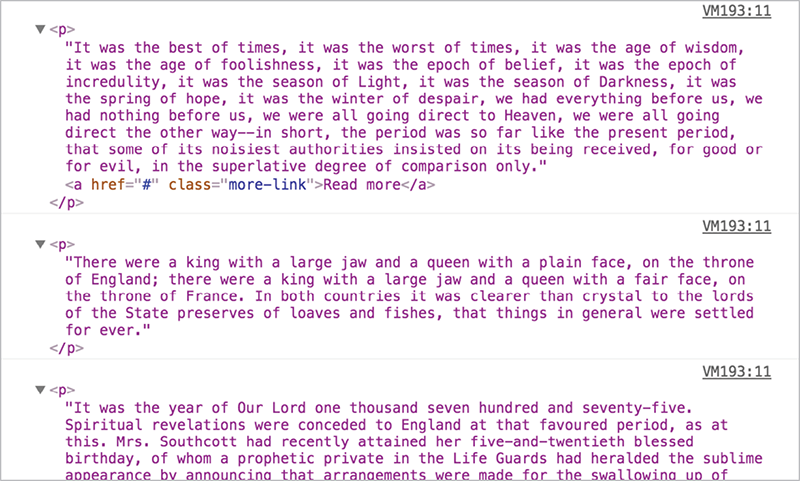 VM193:11
▼<p>
"It was the best of times, it was the worst of times, it was the age of wisdom,
it was the age of foolishness, it was the epoch of belief, it was the epoch of
incredulity, it was the season of Light, it was the season of Darkness, it was
the spring of hope, it was the winter of despair, we had everything before us, we
had nothing before us, we were all going direct to Heaven, we were all going
direct the other way--in short, the period was so far like the present period,
that some of its noisiest authorities insisted on its being received, for good or
for evil, in the superlative degree of comparison only."
<a href="#" class="more-link">Read more</a>
</p>
VM193:11
▼<p>
"There were a king with a large jaw and a queen with a plain face, on the throne
of England; there were a king with a large jaw and a queen with a fair face, on
the throne of France. In both countries it was clearer than crystal to the lords
of the State preserves of loaves and fishes, that things in general were settled
for ever."
</p>
VM193:11
▼<p>
"It was the year of Our Lord one thousand seven hundred and seventy-five.
Spiritual revelations were conceded to England at that favoured period, as at
this. Mrs. Southcott had recently attained her five-and-twentieth blessed
birthday, of whom a prophetic private in the Life Guards had heralded the sublime
appearance by announcing that arrangements were made for the swallowing up of